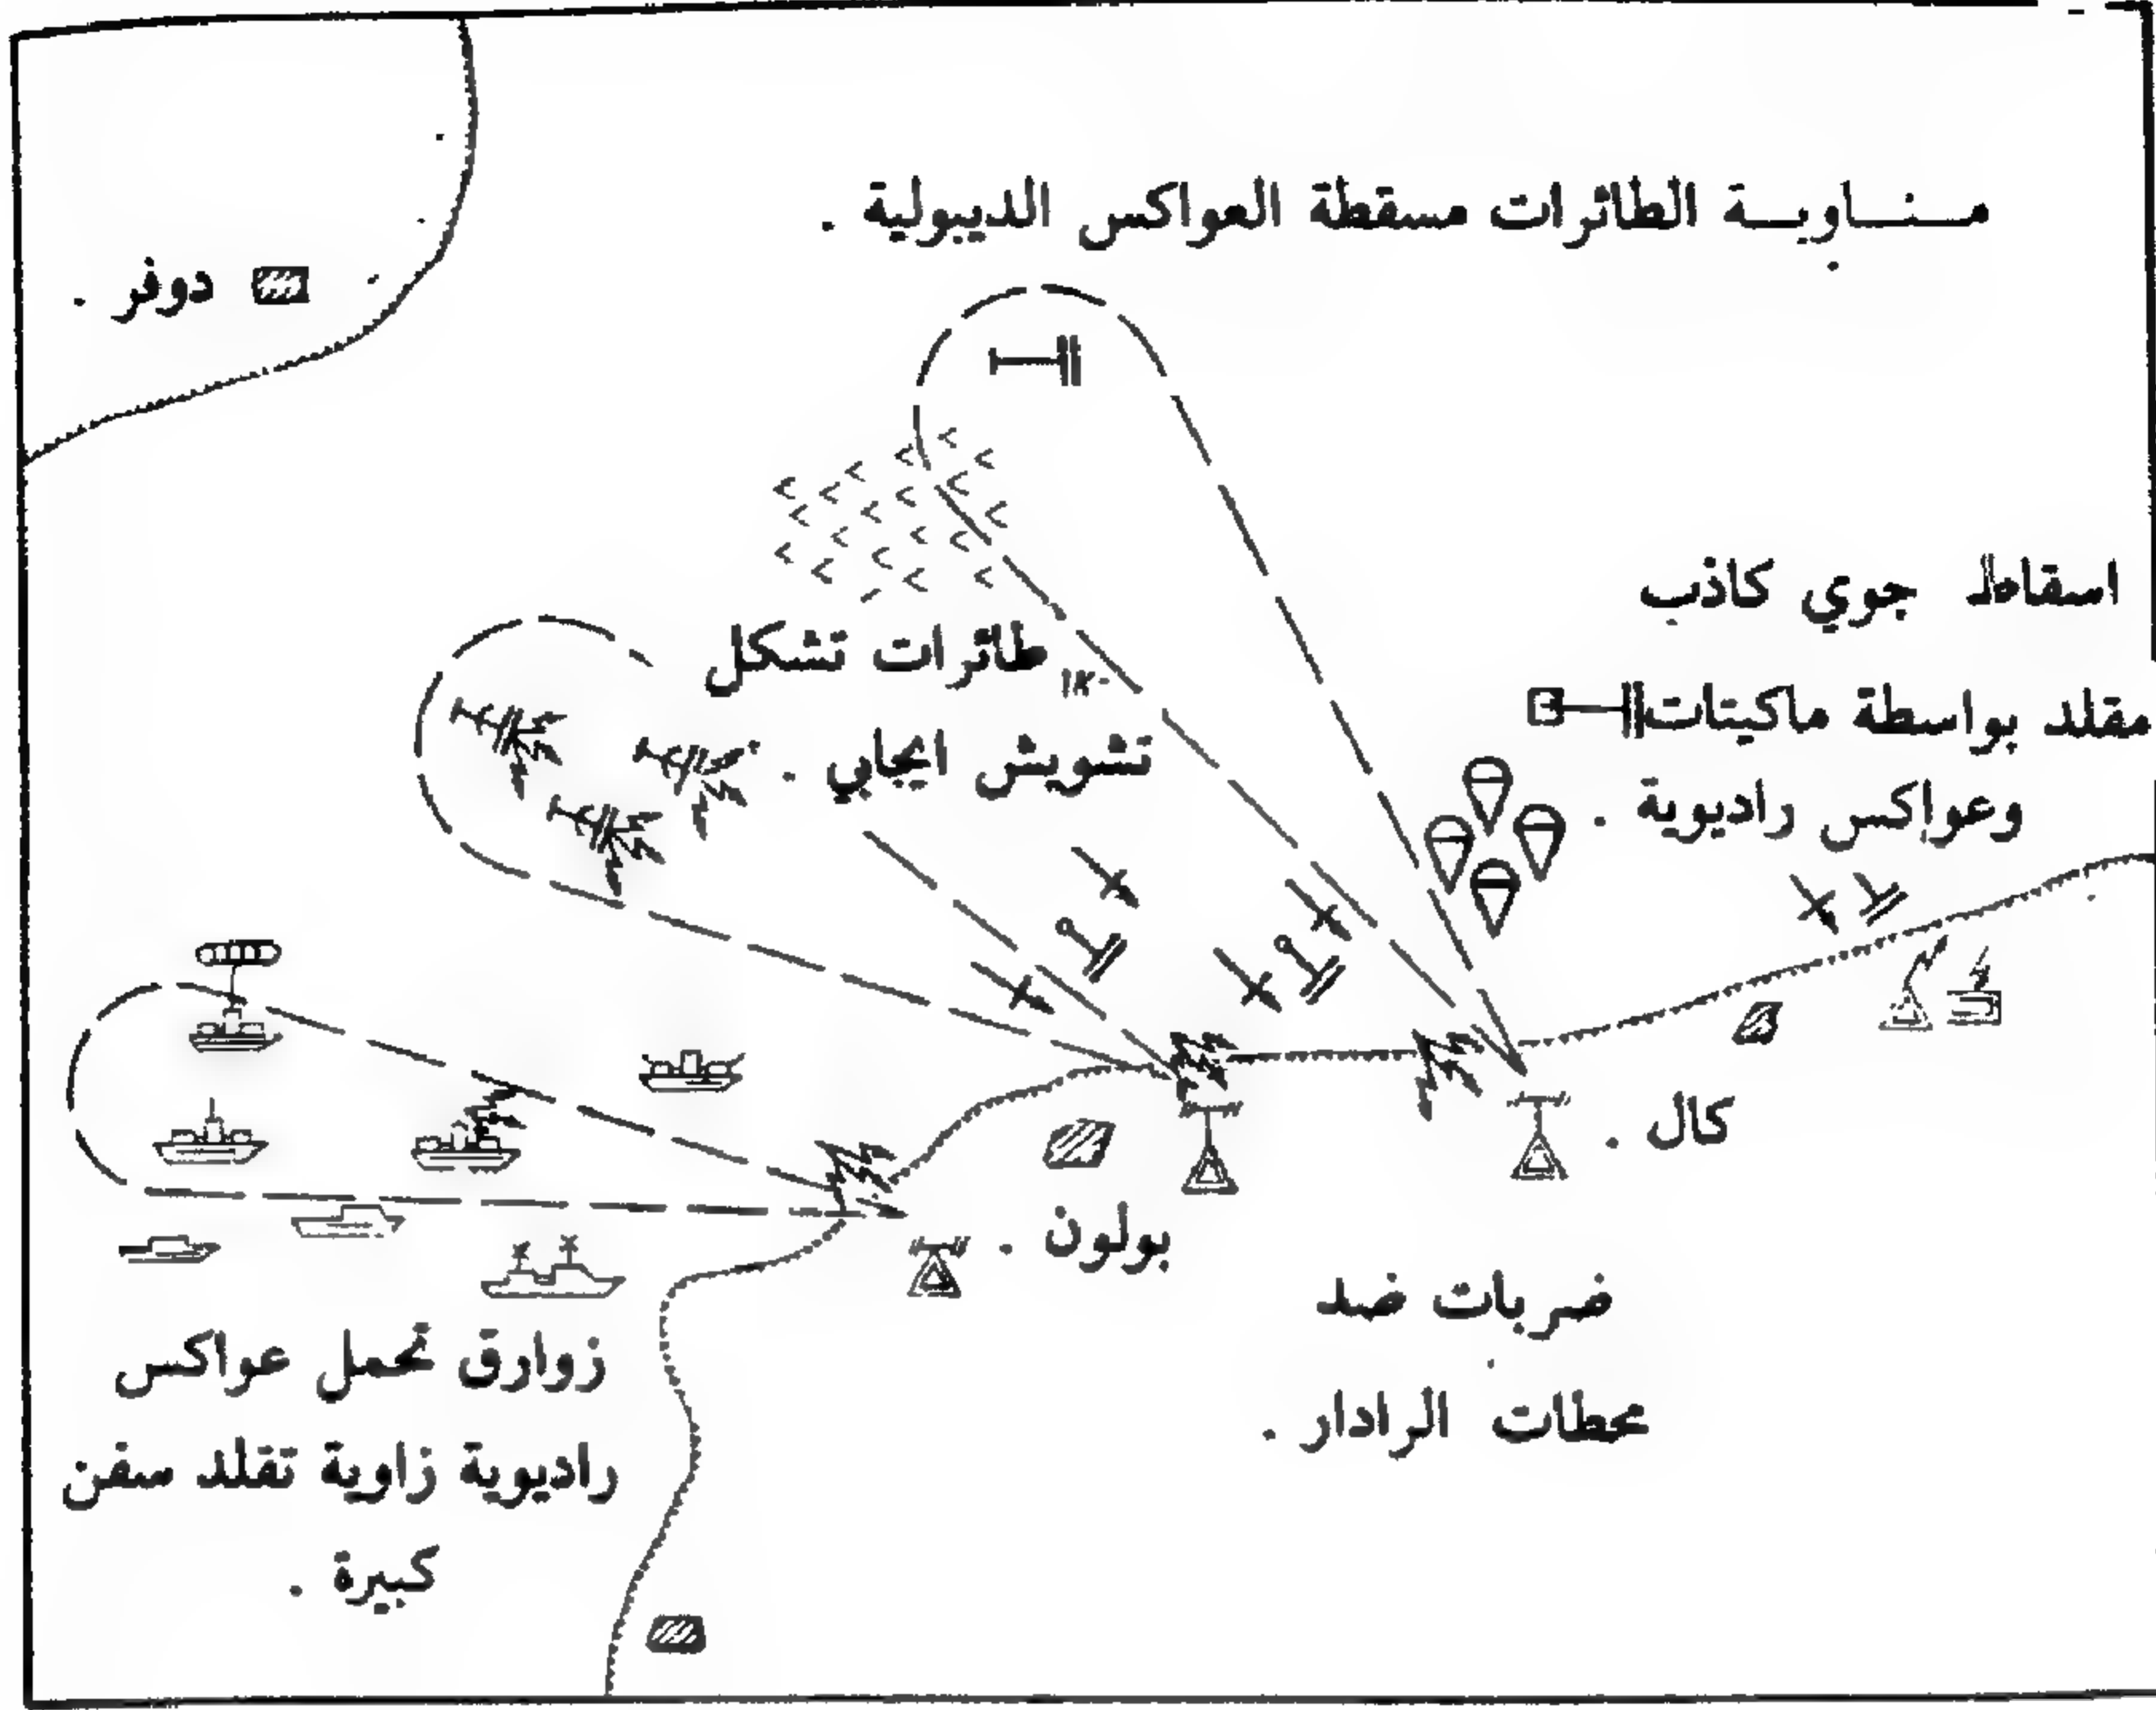 منـاوبـة الطائرات مسقطة العواكس الديبولية .
دوفر .
اسقاط جوي كاذب
مقلد بواسطة ماكيتات
وعواكس راديوية .
طائرات تشكل
تشويش ايجابي .
كال .
بولون .
ضربات ضد
محطات الرادار .
زوارق تحمل عواكس
راديوية زاوية تقلد سفن
كبيرة .